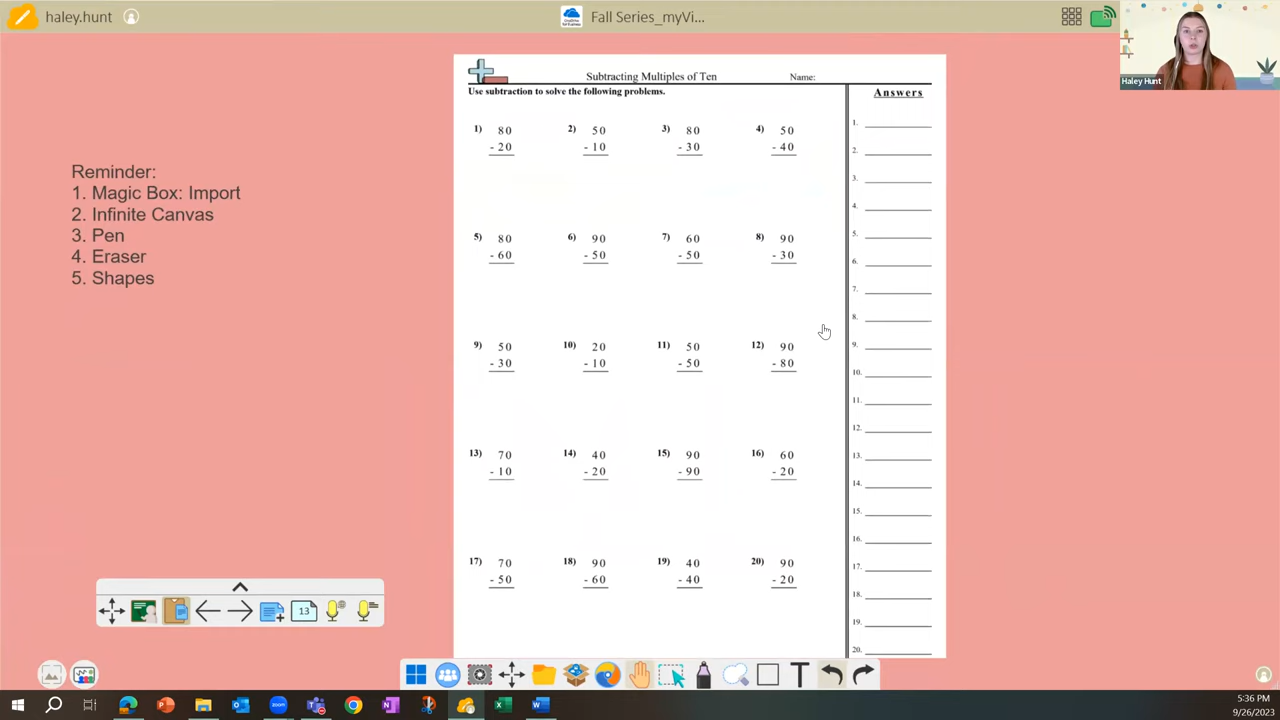 haley.hunt
Fall Series_myVi...
Haley Hunt
Reminder:
1. Magic Box: Import
2. Infinite Canvas
3. Pen
4. Eraser
5. Shapes
Subtracting Multiples of Ten Name:
Use subtraction to solve the following problems.
Answers
1) 80 2) 50 3) 80 4) 50
- 20 - 10 - 30 - 40
5) 80 6) 90 7) 60 8) 90
- 60 - 50 - 50 - 30
9) 50 10) 20 11) 50 12) 90
- 30 - 10 - 50 - 80
13) 70 14) 40 15) 90 16) 60
- 10 - 20 - 90 - 20
17) 70 18) 90 19) 40 20) 90
- 50 - 60 - 40 - 20
1.
2.
3.
4.
5.
6.
7.
8.
9.
10.
11.
12.
13.
14.
15.
16.
17.
18.
19.
20.
13
T
zoom
5:36 PM
9/26/2023